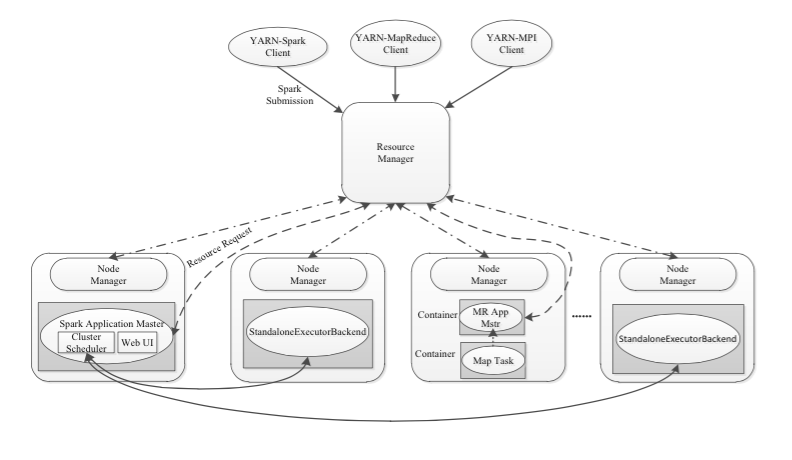 YARN-Spark
Client
YARN-MapReduce
Client
YARN-MPI
Client
Spark
Submission
Resource
Manager
Resource Request
Node
Manager
Spark Application Master
Cluster
Scheduler
Web UI
Node
Manager
StandaloneExecutorBackend
Node
Manager
Container
MR App
Mstr
Container
Map Task
......
Node
Manager
StandaloneExecutorBackend